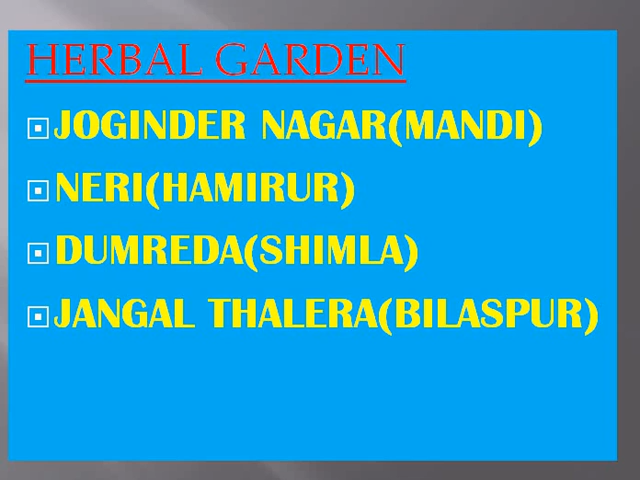 HERBAL GARDEN
JOGINDER NAGAR(MANDI)
NERI(HAMIRUR)
DUMREDA(SHIMLA)
JANGAL THALERA(BILASPUR)